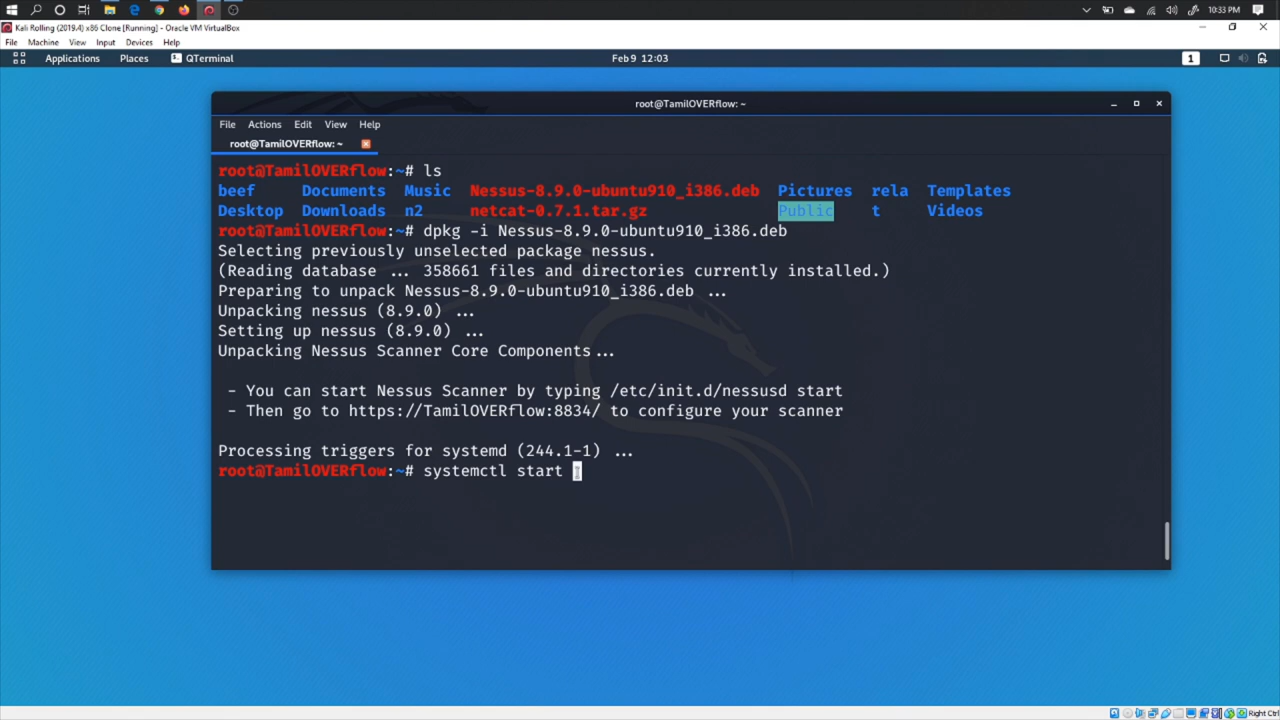 10:33 PM
Kali Rolling (2019.4) x86 Clone [Running] - Oracle VM VirtualBox
File Machine View Input Devices Help
Applications Places QTerminal Feb 9 12:03 1
root@TamilOVERflow: ~
File Actions Edit View Help
root@TamilOVERflow: ~
root@TamilOVERflow:~# ls
beef Documents Music Nessus-8.9.0-ubuntu910_i386.deb Pictures rela Templates
Desktop Downloads n2 netcat-0.7.1.tar.gz Public t Videos
root@TamilOVERflow:~# dpkg -i Nessus-8.9.0-ubuntu910_i386.deb
Selecting previously unselected package nessus.
(Reading database ... 358661 files and directories currently installed.)
Preparing to unpack Nessus-8.9.0-ubuntu910_i386.deb ...
Unpacking nessus (8.9.0) ...
Setting up nessus (8.9.0) ...
Unpacking Nessus Scanner Core Components...
- You can start Nessus Scanner by typing /etc/init.d/nessusd start
- Then go to https://TamilOVERflow:8834/ to configure your scanner
Processing triggers for systemd (244.1-1) ...
root@TamilOVERflow:~# systemctl start
Right Ctrl